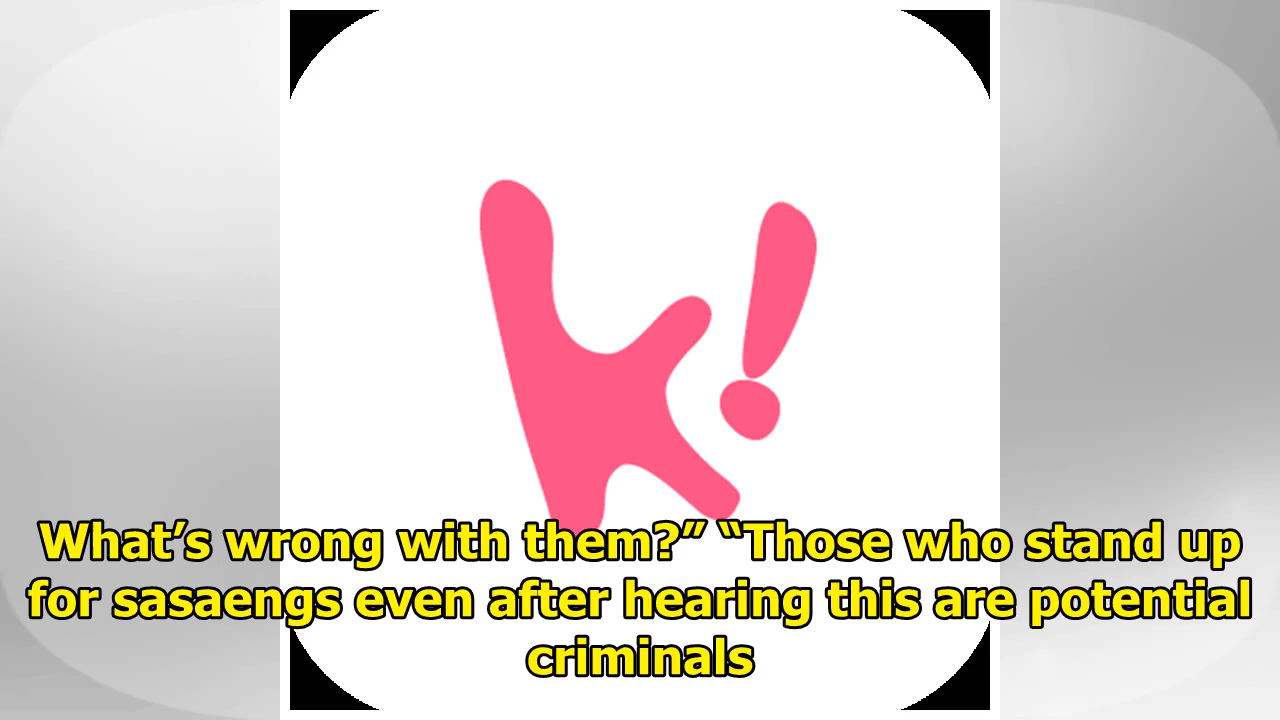 k!
What’s wrong with them?” “Those who stand up
for sasaengs even after hearing this are potential
criminals